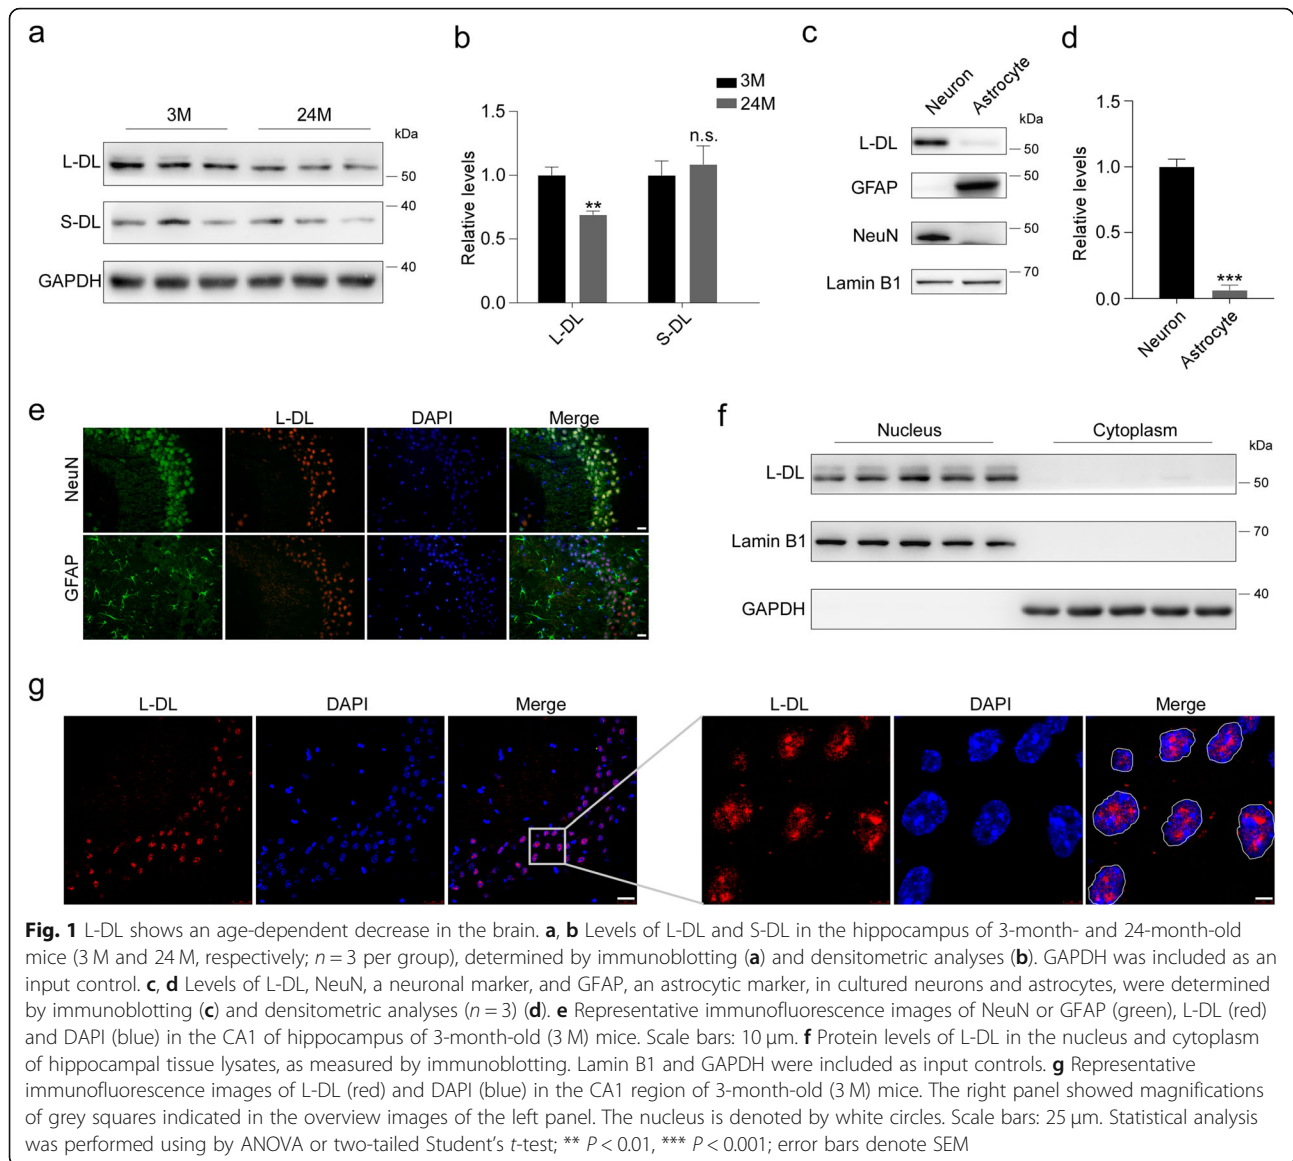 a
3M 24M
kDa
L-DL
50
40
S-DL
40
GAPDH
b
3M
24M
Relative levels
1.5
1.0
0.5
0.0
**
n.s.
L-DL
S-DL
c
Neuron
Astrocyte
kDa
L-DL
50
50
GFAP
50
NeuN
70
Lamin B1
d
Relative levels
1.5
1.0
0.5
0.0
***
Neuron
Astrocyte
e
L-DL DAPI Merge
NeuN
GFAP
f
Nucleus Cytoplasm
kDa
L-DL
50
70
Lamin B1
40
GAPDH
g
L-DL DAPI Merge L-DL DAPI Merge
Fig. 1 L-DL shows an age-dependent decrease in the brain. a, b Levels of L-DL and S-DL in the hippocampus of 3-month- and 24-month-old
mice (3 M and 24 M, respectively; n = 3 per group), determined by immunoblotting (a) and densitometric analyses (b). GAPDH was included as an
input control. c, d Levels of L-DL, NeuN, a neuronal marker, and GFAP, an astrocytic marker, in cultured neurons and astrocytes, were determined
by immunoblotting (c) and densitometric analyses (n = 3) (d). e Representative immunofluorescence images of NeuN or GFAP (green), L-DL (red)
and DAPI (blue) in the CA1 of hippocampus of 3-month-old (3 M) mice. Scale bars: 10 μm. f Protein levels of L-DL in the nucleus and cytoplasm
of hippocampal tissue lysates, as measured by immunoblotting. Lamin B1 and GAPDH were included as input controls. g Representative
immunofluorescence images of L-DL (red) and DAPI (blue) in the CA1 region of 3-month-old (3 M) mice. The right panel showed magnifications
of grey squares indicated in the overview images of the left panel. The nucleus is denoted by white circles. Scale bars: 25 μm. Statistical analysis
was performed using by ANOVA or two-tailed Student's t-test; ** P < 0.01, *** P < 0.001; error bars denote SEM